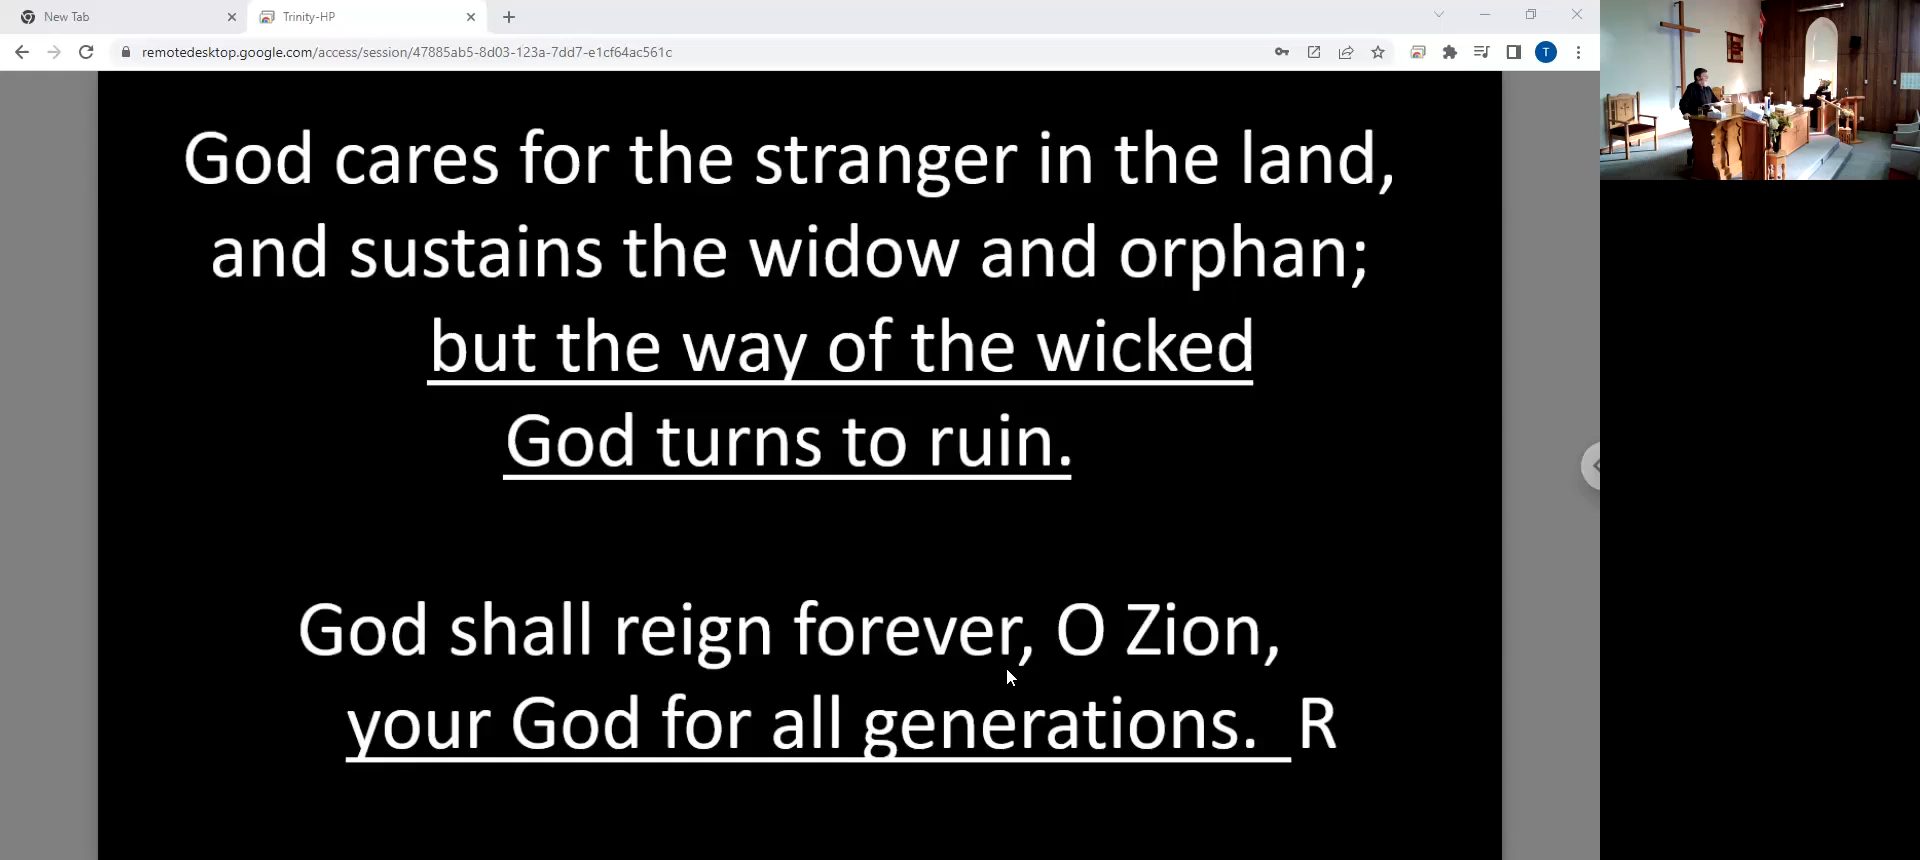 New Tab
Trinity-HP
remotedesktop.google.com/access/session/47885ab5-8d03-123a-7dd7-e1cf64ac561c
T
God cares for the stranger in the land,
and sustains the widow and orphan;
but the way of the wicked
God turns to ruin.
God shall reign forever, O Zion,
your God for all generations. R